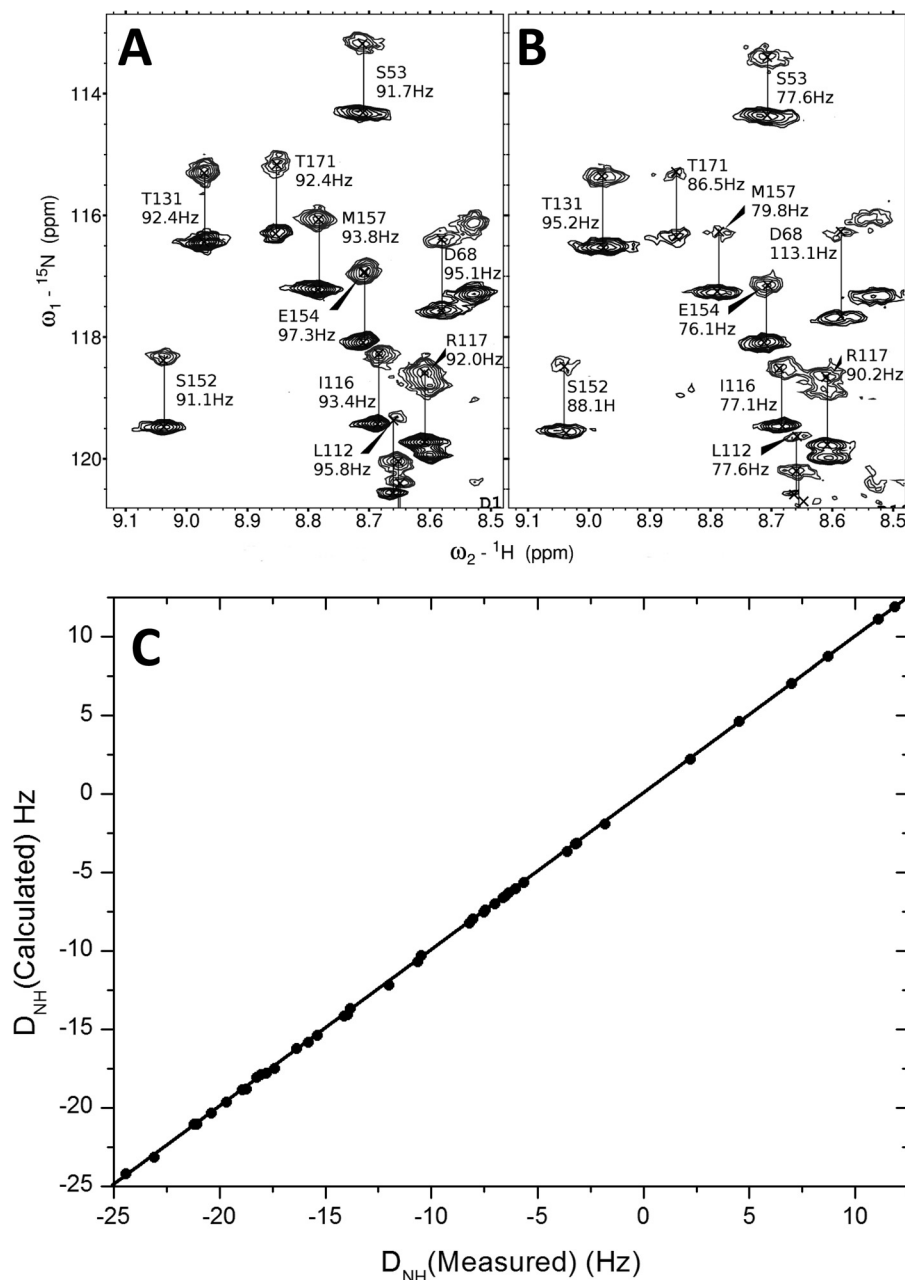 A
B
S53
91.7Hz
T171
92.4Hz
T131
92.4Hz
M157
93.8Hz
D68
95.1Hz
E154
97.3Hz
R117
92.0Hz
S152
91.1Hz
I116
93.4Hz
L112
95.8Hz
D1
S53
77.6Hz
T171
86.5Hz
T131
95.2Hz
M157
79.8Hz
D68
113.1Hz
E154
76.1Hz
R117
90.2Hz
S152
88.1H
I116
77.1Hz
L112
77.6Hz
114
116
118
120
ω1 - 15N (ppm)
9.1 9.0 8.9 8.8 8.7 8.6 8.5
9.1 9.0 8.9 8.8 8.7 8.6 8.5
ω2 - 1H (ppm)
C
10
5
0
-5
-10
-15
-20
-25
DNH(Calculated) Hz
-25 -20 -15 -10 -5 0 5 10
DNH(Measured) (Hz)